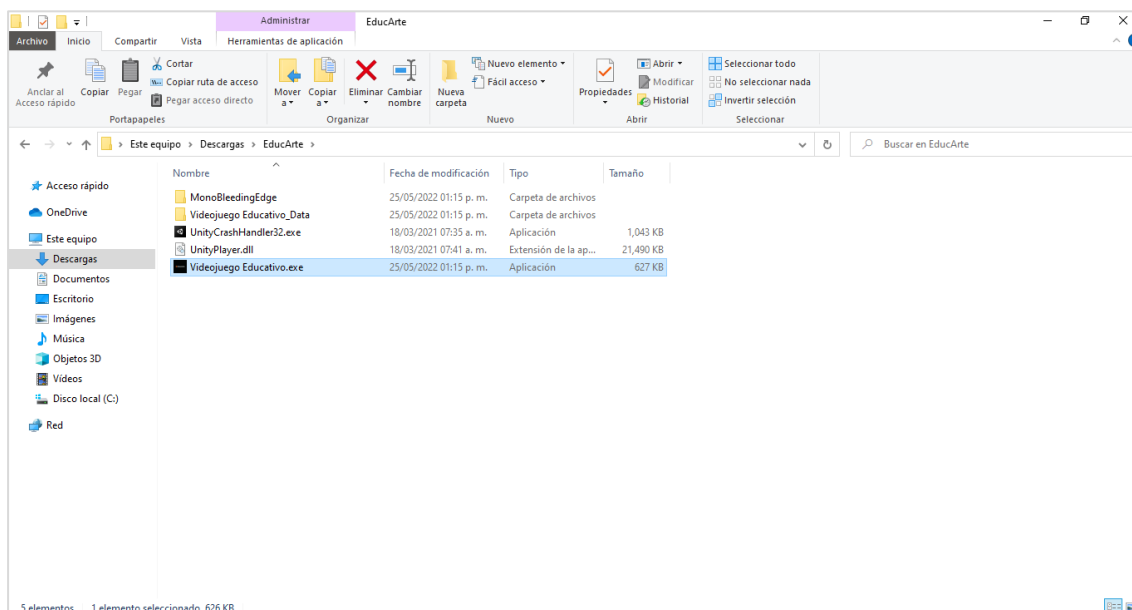 Administrar EducArte
Archivo Inicio Compartir Vista Herramientas de aplicación
Anclar al Acceso rápido
Copiar
Pegar
Cortar
Copiar ruta de acceso
Pegar acceso directo
Portapapeles
Mover a
Copiar a
Eliminar
Cambiar nombre
Organizar
Nueva carpeta
Nuevo elemento
Fácil acceso
Nuevo
Propiedades
Abrir
Modificar
Historial
Abrir
Seleccionar todo
No seleccionar nada
Invertir selección
Seleccionar
Este equipo > Descargas > EducArte > Buscar en EducArte
Acceso rápido
OneDrive
Este equipo
Descargas
Documentos
Escritorio
Imágenes
Música
Objetos 3D
Vídeos
Disco local (C:)
Red
Nombre Fecha de modificación Tipo Tamaño
MonoBleedingEdge 25/05/2022 01:15 p. m. Carpeta de archivos
Videojuego Educativo_Data 25/05/2022 01:15 p. m. Carpeta de archivos
UnityCrashHandler32.exe 18/03/2021 07:35 a. m. Aplicación 1,043 KB
UnityPlayer.dll 18/03/2021 07:41 a. m. Extensión de la ap... 21,490 KB
Videojuego Educativo.exe 25/05/2022 01:15 p. m. Aplicación 627 KB
5 elementos 1 elemento seleccionado 626 KB